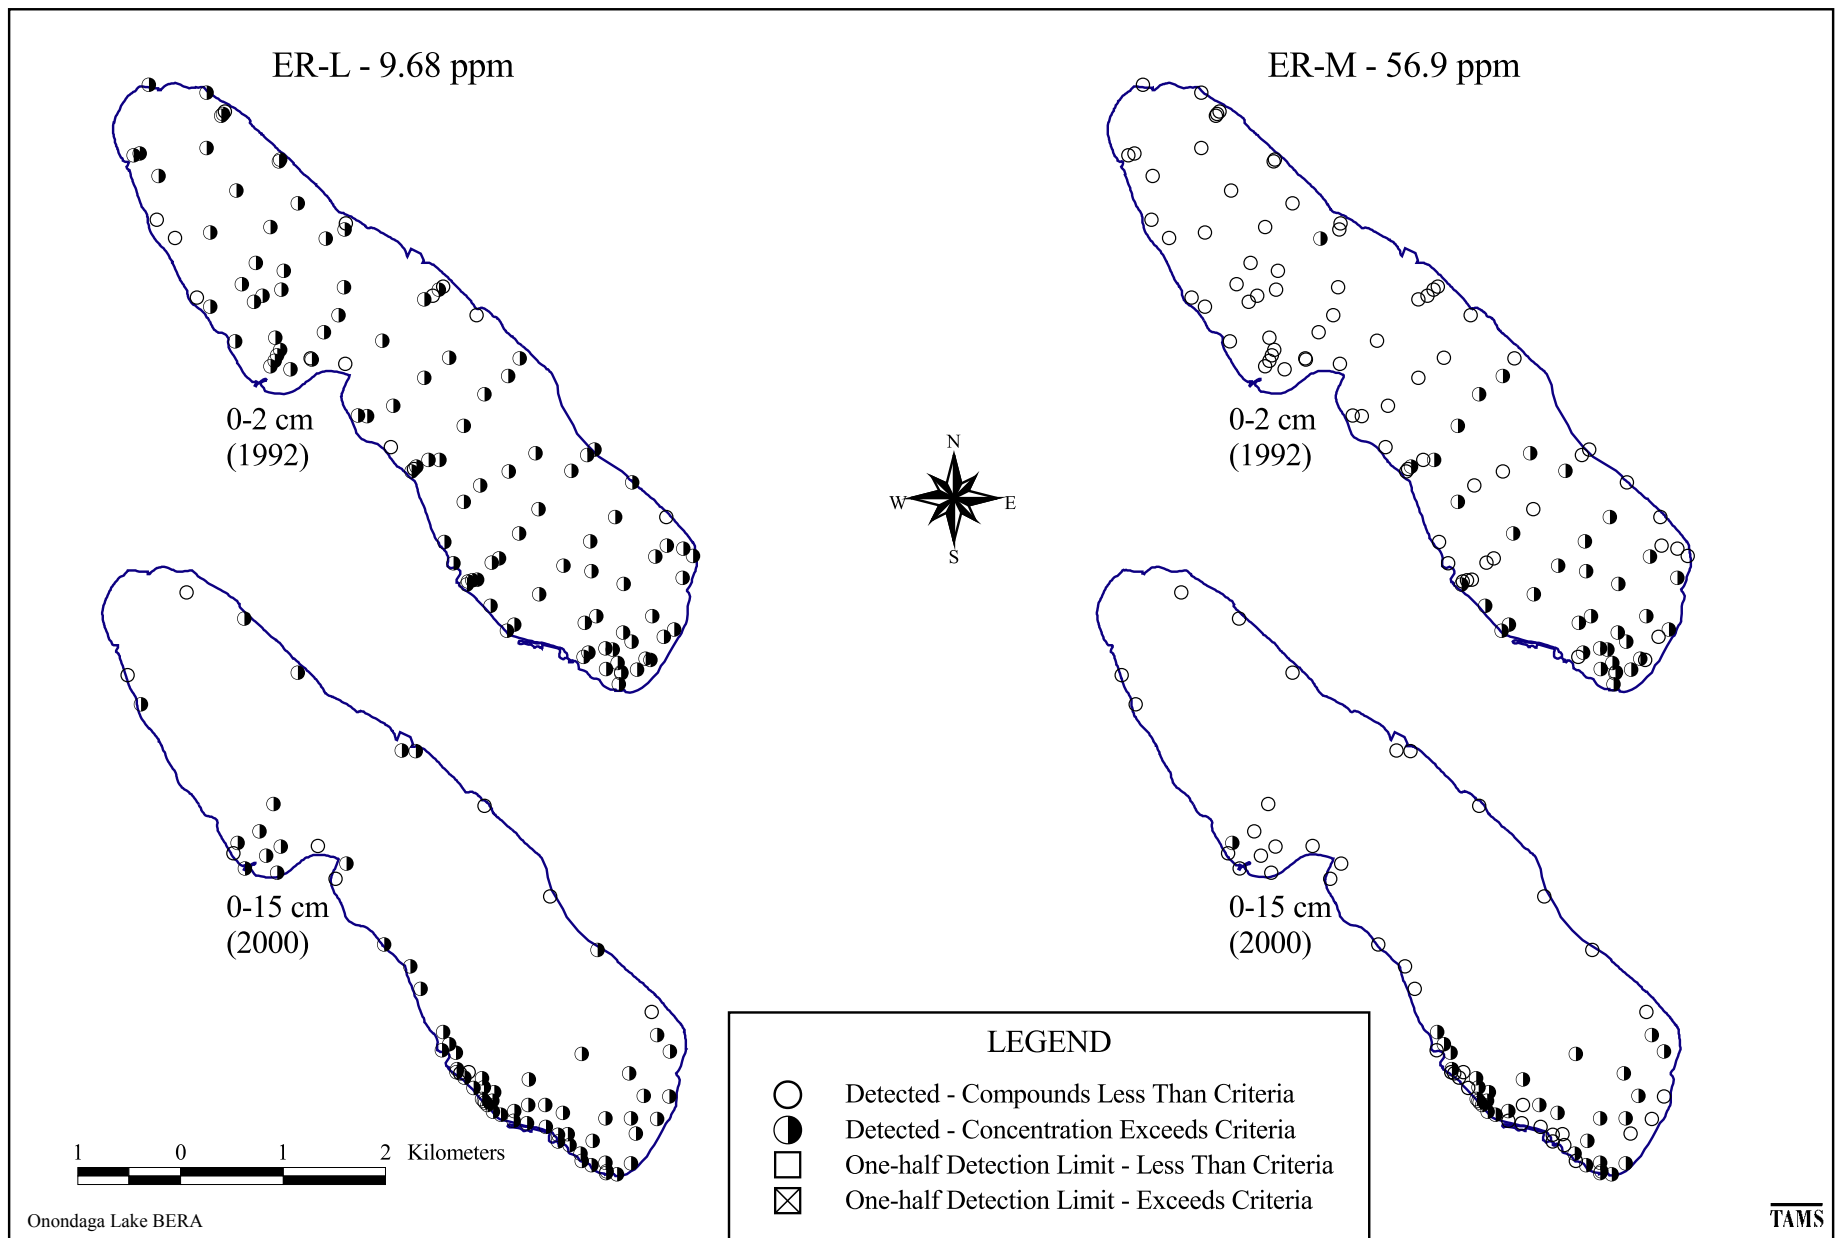 ER-L - 9.68 ppm
ER-M - 56.9 ppm
0-2 cm
(1992)
0-2 cm
(1992)
N
W E
S
0-15 cm
(2000)
0-15 cm
(2000)
LEGEND
Detected - Compounds Less Than Criteria
Detected - Concentration Exceeds Criteria
One-half Detection Limit - Less Than Criteria
One-half Detection Limit - Exceeds Criteria
1 0 1 2 Kilometers
Onondaga Lake BERA
TAMS